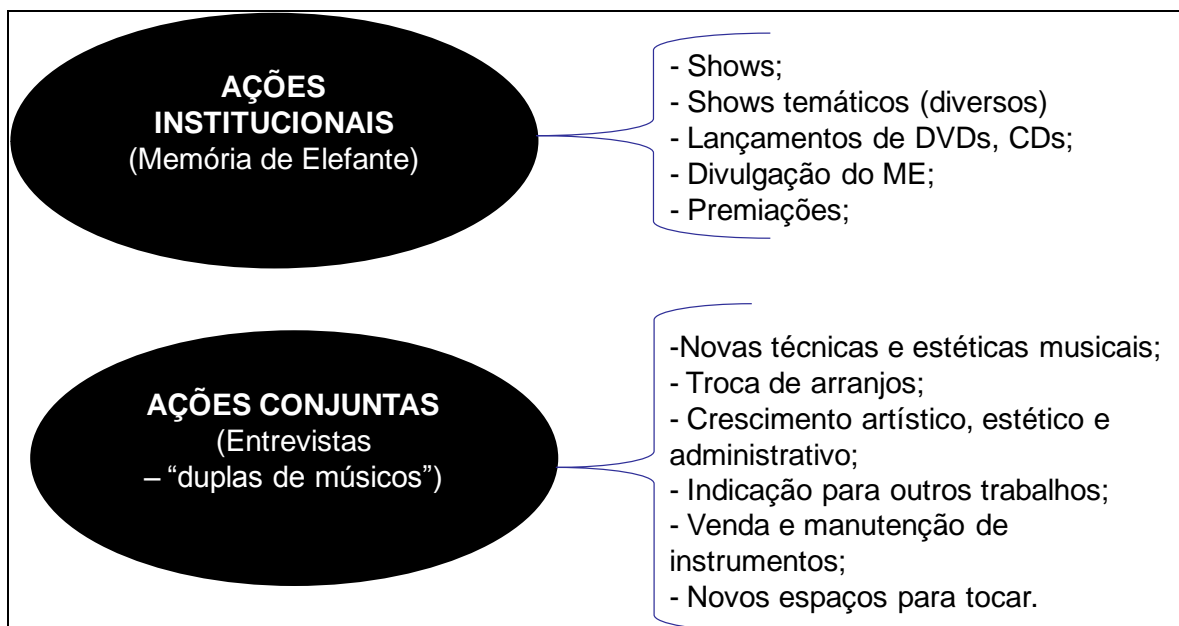 AÇÕES
INSTITUCIONAIS
(Memória de Elefante)
- Shows;
- Shows temáticos (diversos)
- Lançamentos de DVDs, CDs;
- Divulgação do ME;
- Premiações;
AÇÕES CONJUNTAS
(Entrevistas
– “duplas de músicos”)
-Novas técnicas e estéticas musicais;
- Troca de arranjos;
- Crescimento artístico, estético e
administrativo;
- Indicação para outros trabalhos;
- Venda e manutenção de
instrumentos;
- Novos espaços para tocar.